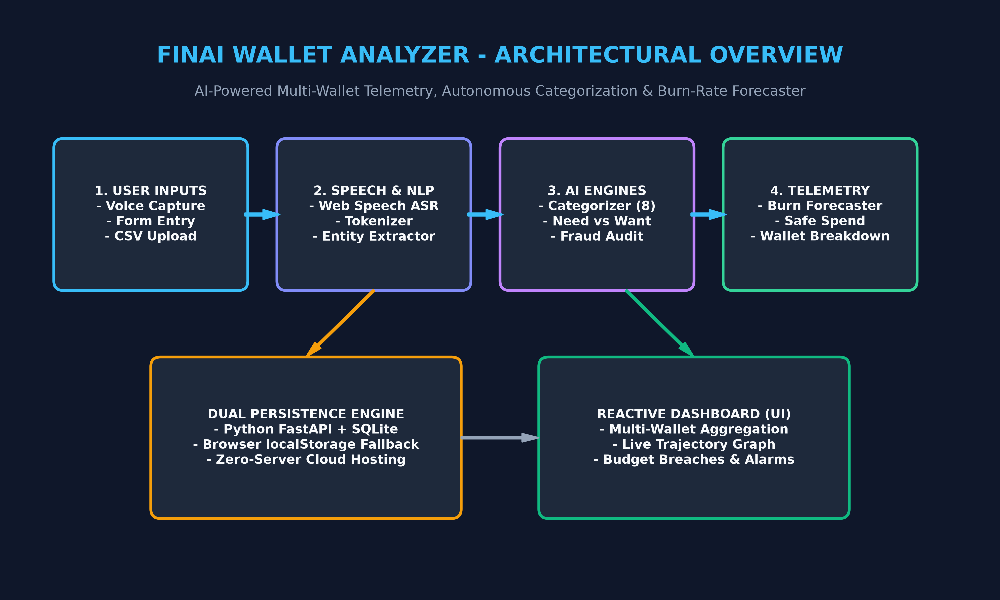 FINAI WALLET ANALYZER - ARCHITECTURAL OVERVIEW
AI-Powered Multi-Wallet Telemetry, Autonomous Categorization & Burn-Rate Forecaster
1. USER INPUTS
- Voice Capture
- Form Entry
- CSV Upload
2. SPEECH & NLP
- Web Speech ASR
- Tokenizer
- Entity Extractor
3. AI ENGINES
- Categorizer (8)
- Need vs Want
- Fraud Audit
4. TELEMETRY
- Burn Forecaster
- Safe Spend
- Wallet Breakdown
DUAL PERSISTENCE ENGINE
- Python FastAPI + SQLite
- Browser localStorage Fallback
- Zero-Server Cloud Hosting
REACTIVE DASHBOARD (UI)
- Multi-Wallet Aggregation
- Live Trajectory Graph
- Budget Breaches & Alarms